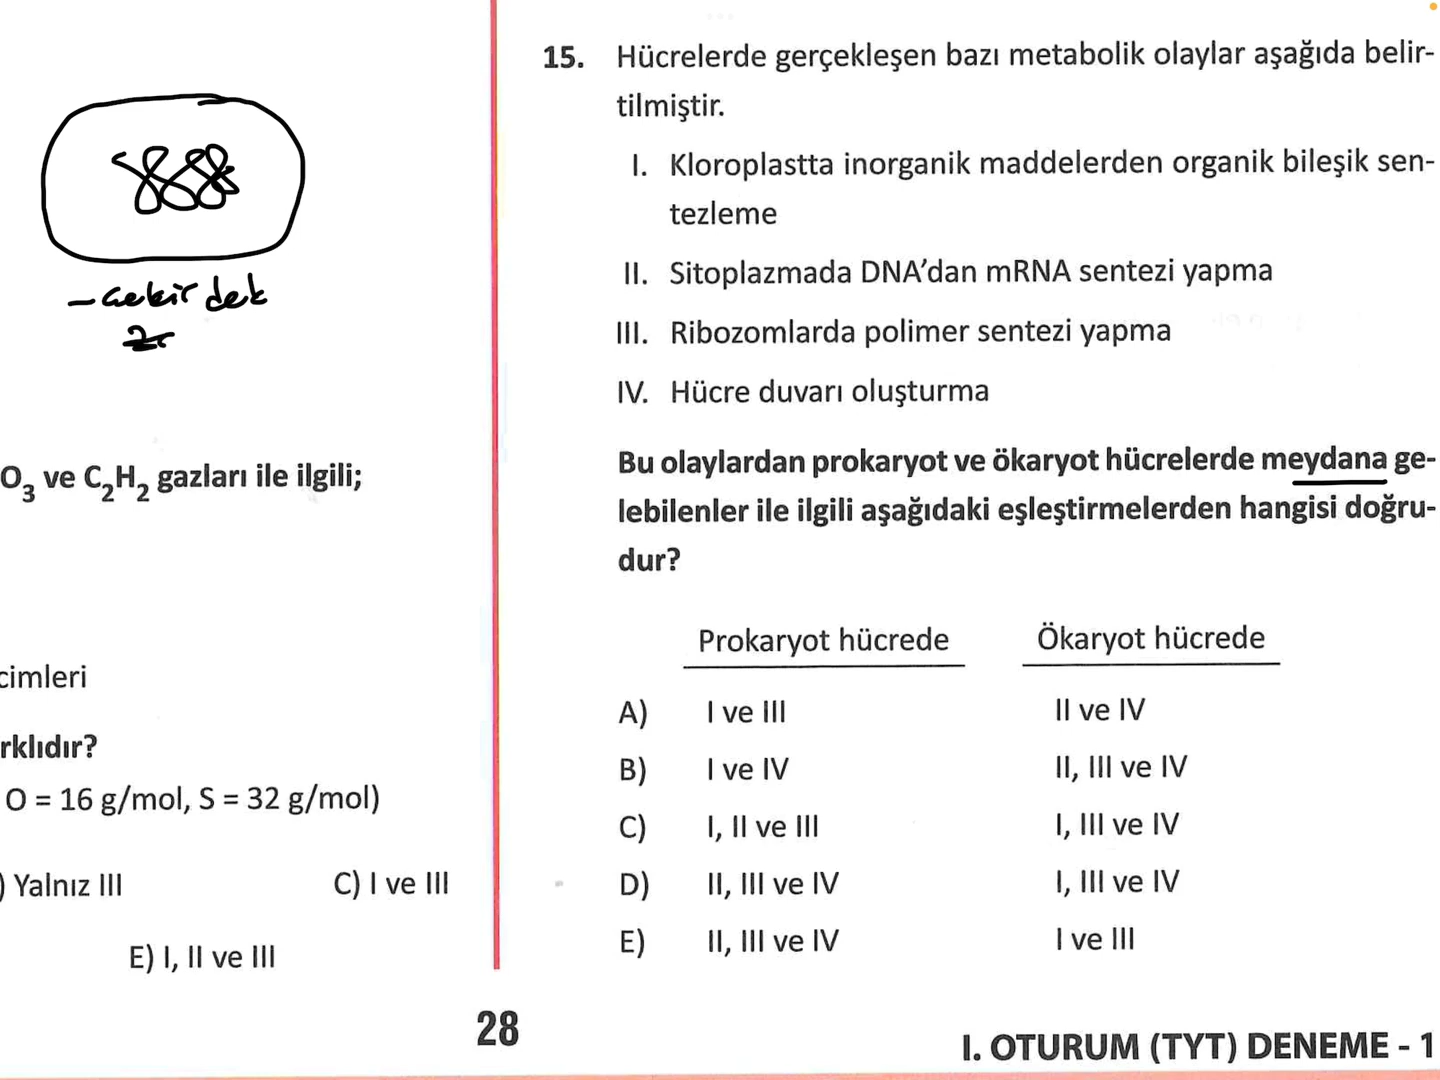 - Çekirdek
zr
O₃ ve C₂H₂ gazları ile ilgili;
cimleri
rklıdır?
O = 16 g/mol, S = 32 g/mol)
) Yalnız III
C) I ve III
E) I, II ve III
15. Hücrelerde gerçekleşen bazı metabolik olaylar aşağıda belir-
tilmiştir.
I. Kloroplastta inorganik maddelerden organik bileşik sen-
tezleme
II. Sitoplazmada DNA’dan mRNA sentezi yapma
III. Ribozomlarda polimer sentezi yapma
IV. Hücre duvarı oluşturma
Bu olaylardan prokaryot ve ökaryot hücrelerde meydana ge-
lebilenler ile ilgili aşağıdaki eşleştirmelerden hangisi doğru-
dur?
Prokaryot hücrede Ökaryot hücrede
A) I ve III II ve IV
B) I ve IV II, III ve IV
C) I, II ve III I, III ve IV
D) II, III ve IV I, III ve IV
E) II, III ve IV I ve III
28
I. OTURUM (TYT) DENEME - 1